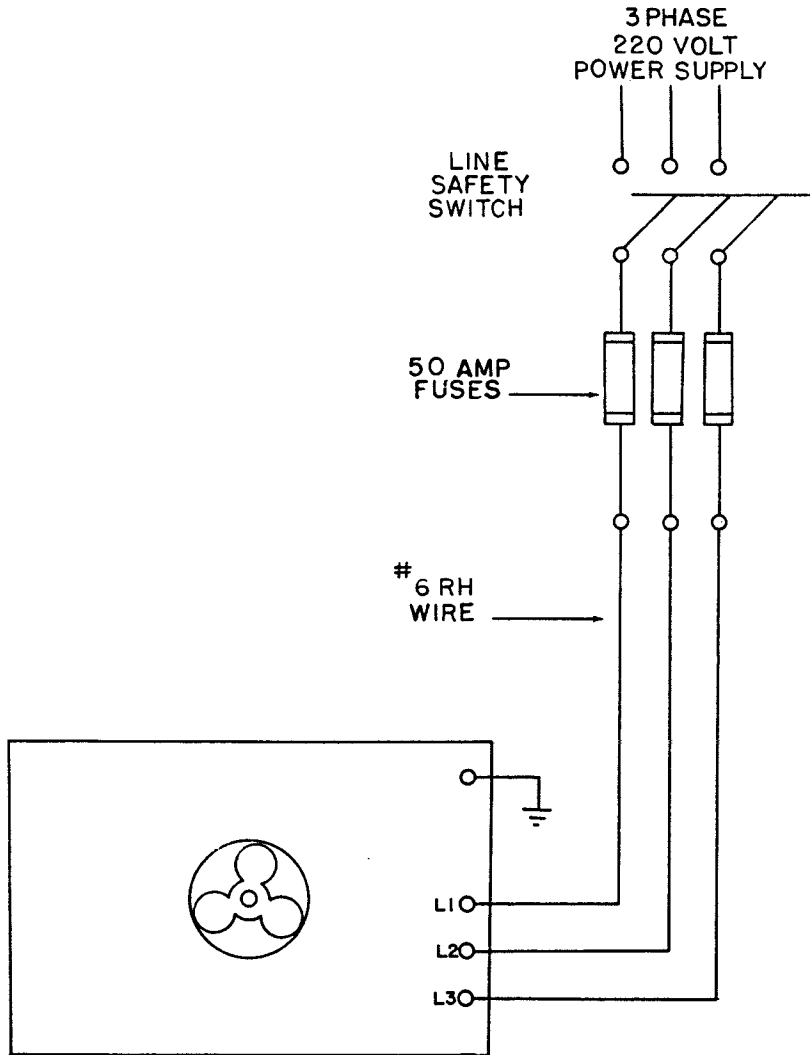 3 PHASE
220 VOLT
POWER SUPPLY
LINE
SAFETY
SWITCH
50 AMP
FUSES
# 6 RH
WIRE
L1
L2
L3